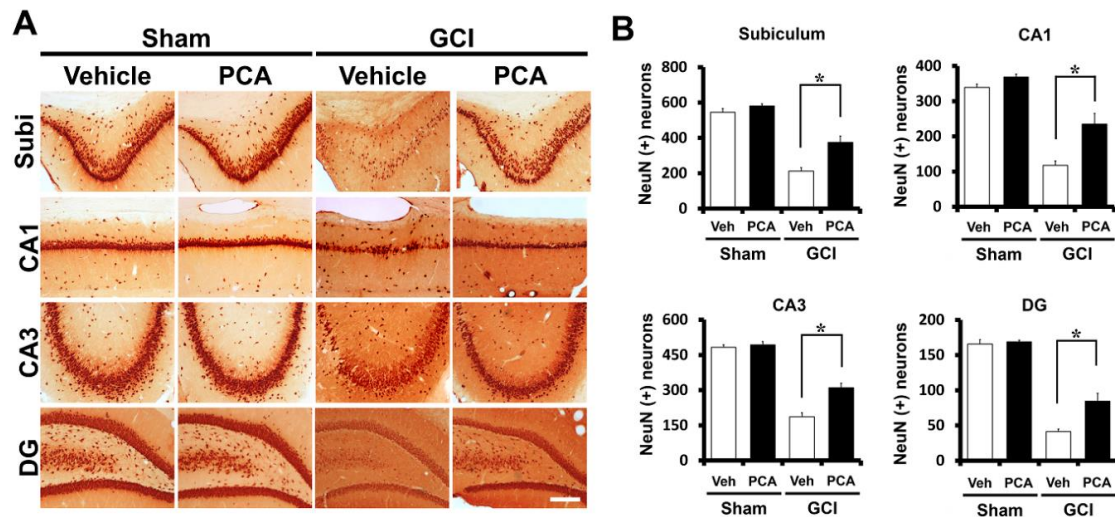 A
Sham GCI
Vehicle PCA Vehicle PCA
Subi
CA1
CA3
DG
B
Subiculum
NeuN (+) neurons
800
600
400
200
0
*
Veh PCA Veh PCA
Sham GCI
CA1
NeuN (+) neurons
400
300
200
100
0
*
Veh PCA Veh PCA
Sham GCI
CA3
NeuN (+) neurons
600
450
300
150
0
*
Veh PCA Veh PCA
Sham GCI
DG
NeuN (+) neurons
200
150
100
50
0
*
Veh PCA Veh PCA
Sham GCI